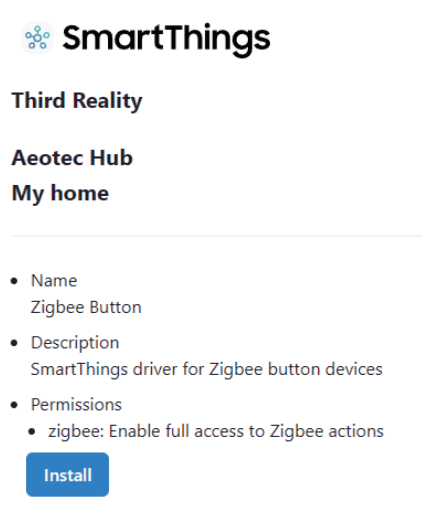 SmartThings
Third Reality
Aeotec Hub
My home
Name
Zigbee Button
Description
SmartThings driver for Zigbee button devices
Permissions
zigbee: Enable full access to Zigbee actions
Install